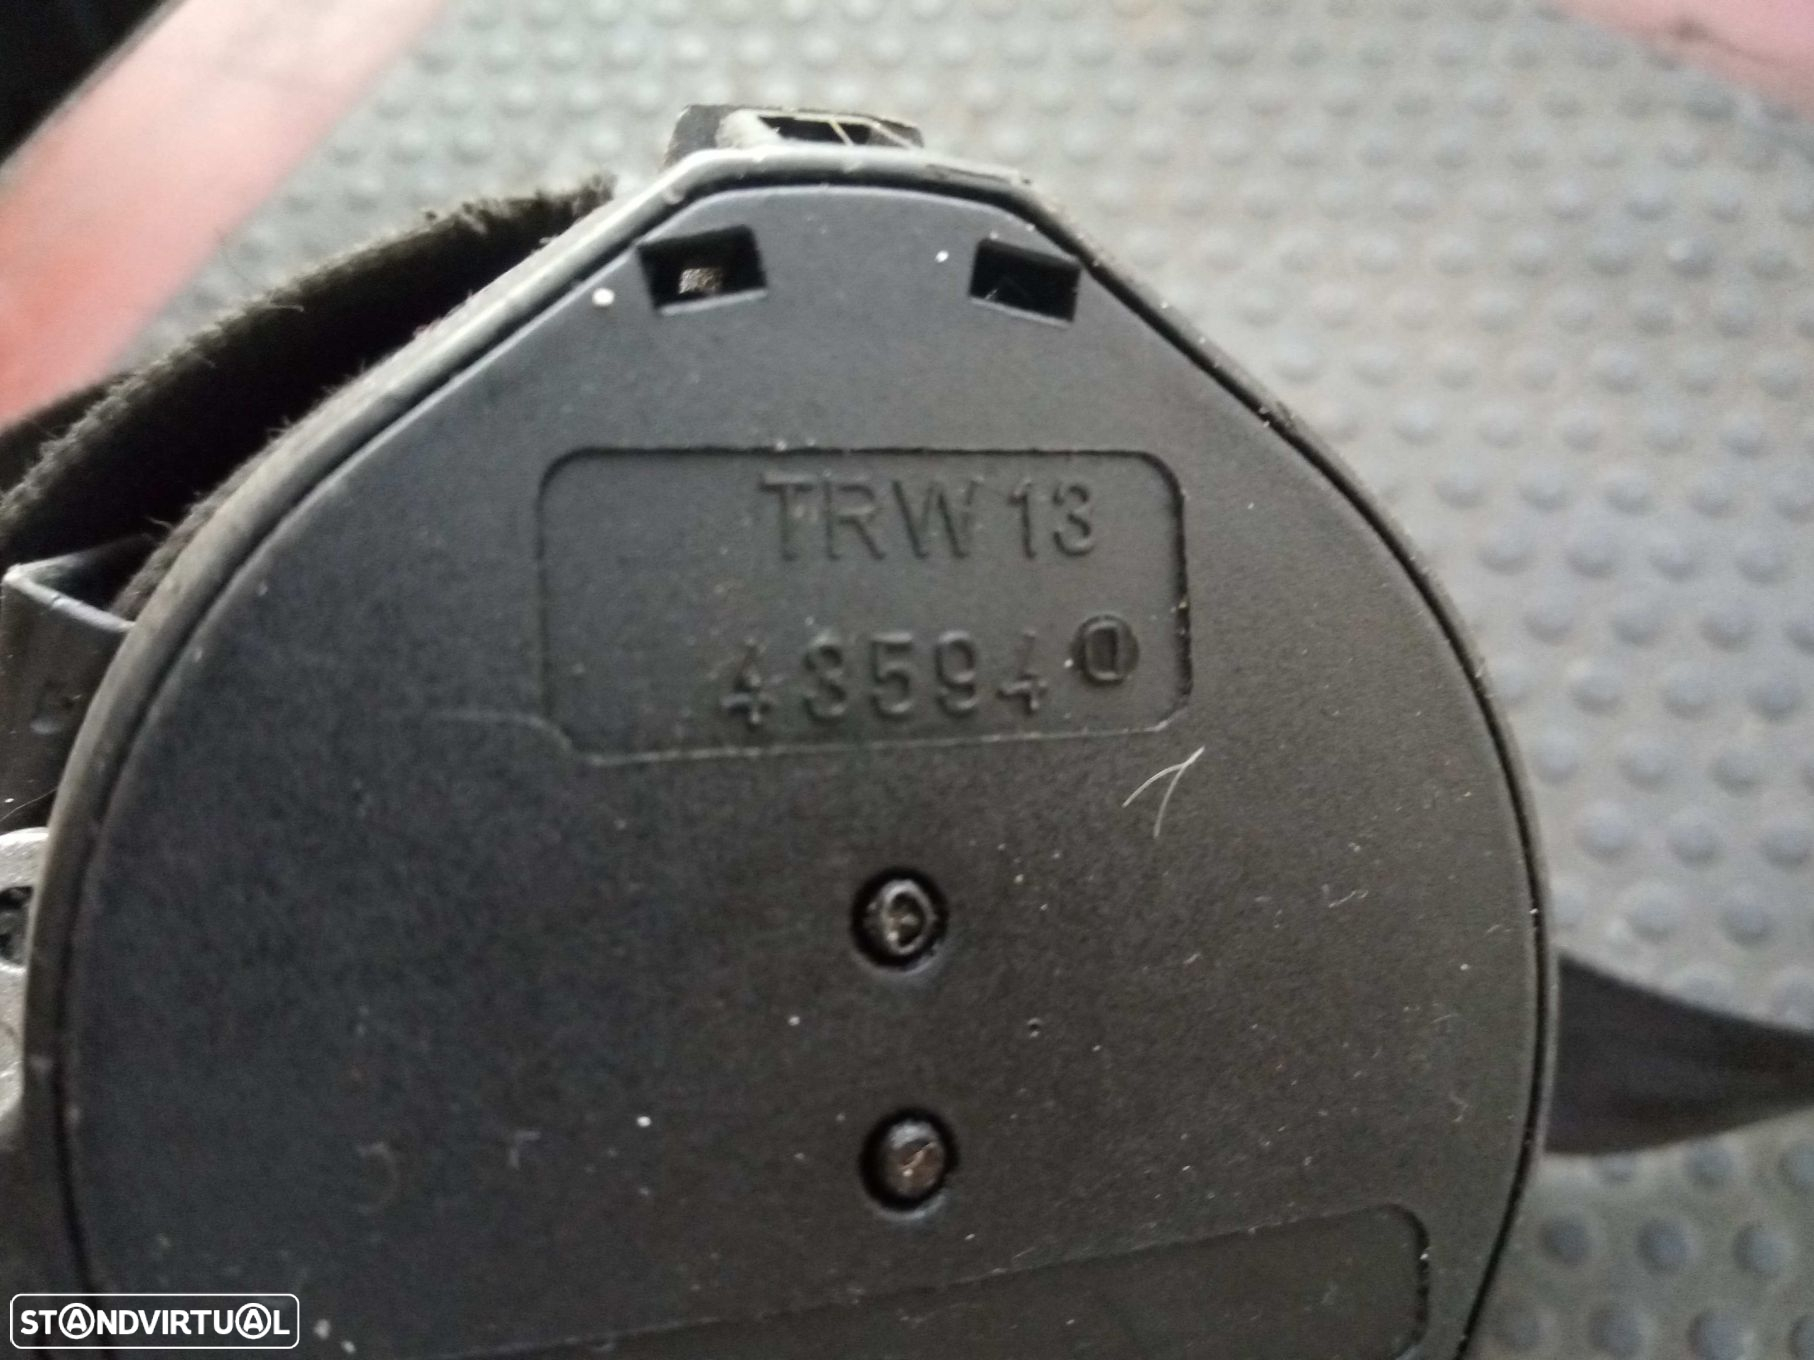 TRW 13
43594 D
STANDVIRTUAL